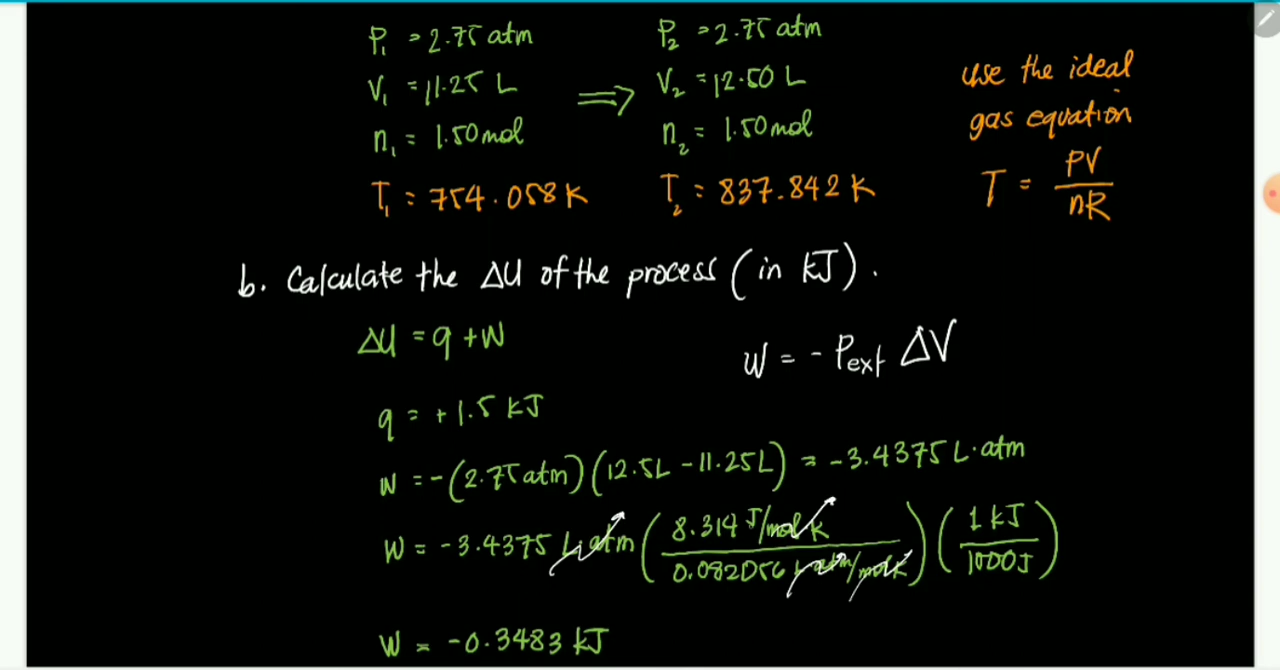 P₁ = 2.75 atm
P₂ = 2.75 atm
V₁ = 11.25 L
⟹ V₂ = 12.50 L
n₁ = 1.50 mol
n₂ = 1.50 mol
T₁ = 754.058 K
T₂ = 837.842 K
use the ideal
gas equation
T = PV / nR
b. Calculate the ΔU of the process (in kJ).
ΔU = q + W
W = - Pext ΔV
q = +1.5 kJ
W = -(2.75 atm)(12.5L - 11.25L) = -3.4375 L·atm
W = -3.4375 L·atm (8.314 J/mol K / 0.082056 L·atm/mol K) (1 kJ / 1000 J)
W = -0.3483 kJ